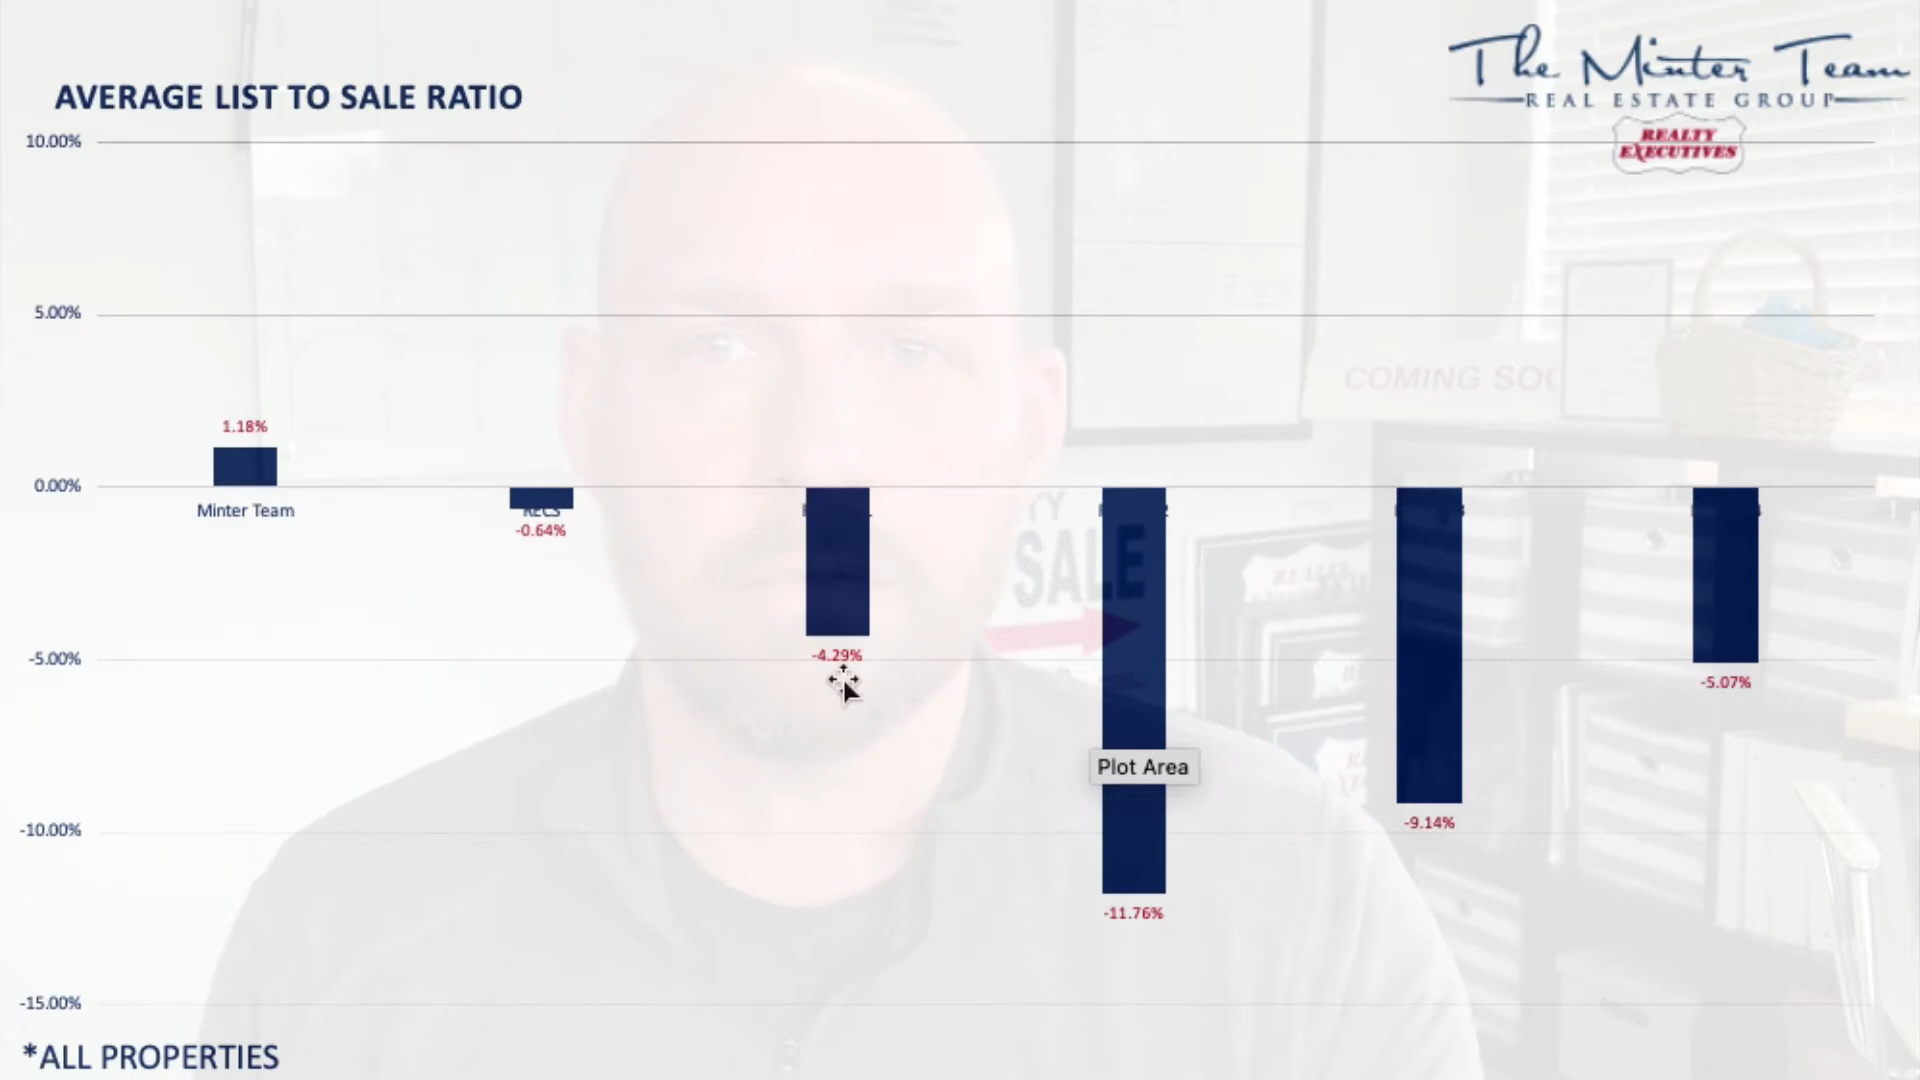 The Minter Team
REAL ESTATE GROUP
REALTY
EXECUTIVES
AVERAGE LIST TO SALE RATIO
10.00%
5.00%
COMING
1.18%
0.00%
Minter Team
RECS
-0.64%
SALE
-4.29%
-5.00%
-5.07%
Plot Area
-9.14%
-10.00%
-11.76%
-15.00%
*ALL PROPERTIES